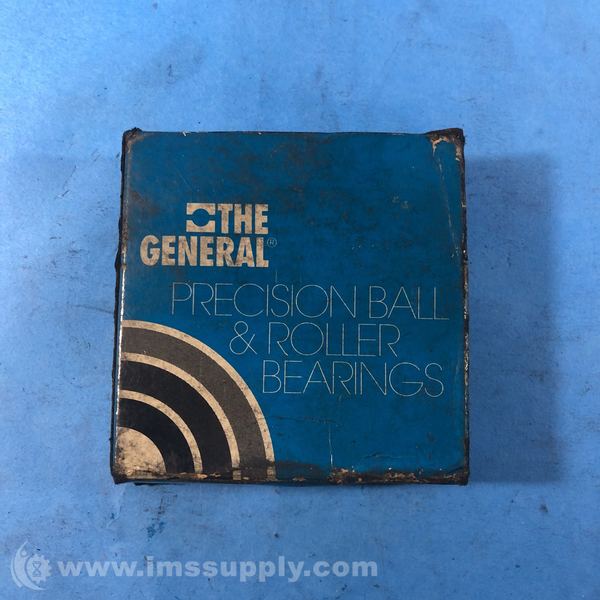 THE
GENERAL®
PRECISION BALL
& ROLLER
BEARINGS
www.imssupply.com